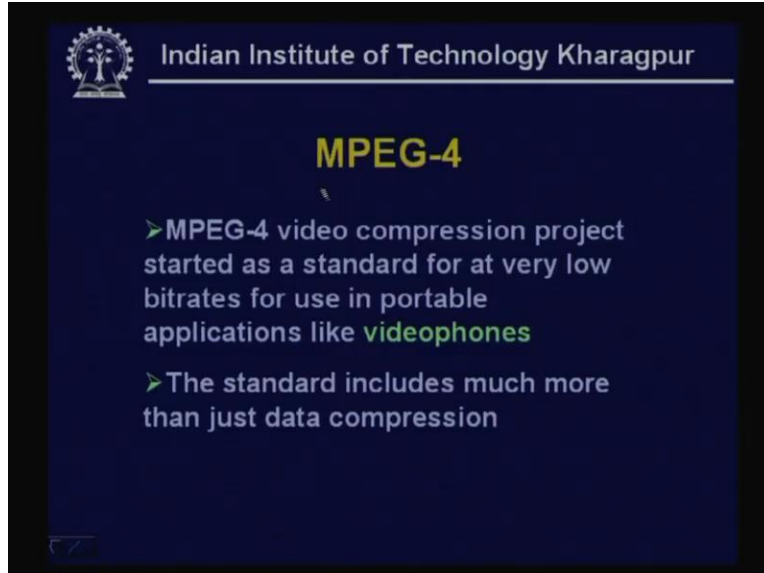 Indian Institute of Technology Kharagpur
MPEG-4
➢MPEG-4 video compression project
started as a standard for at very low
bitrates for use in portable
applications like videophones
➢The standard includes much more
than just data compression